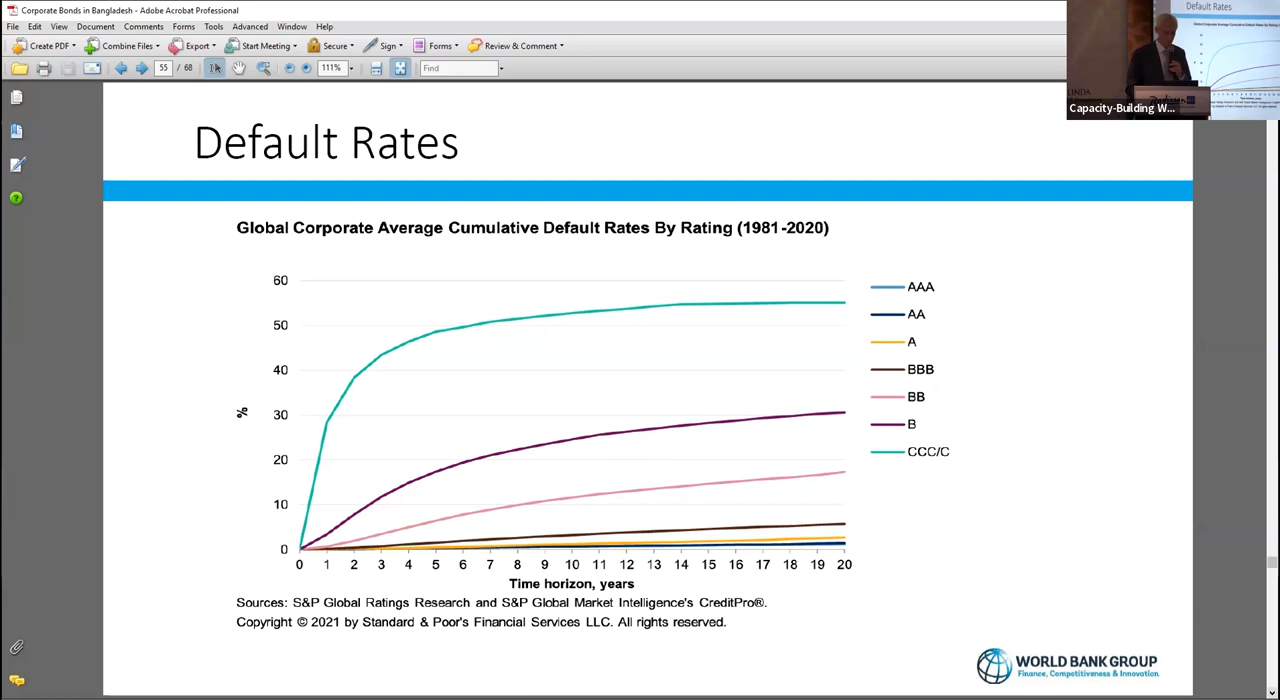 Corporate Bonds in Bangladesh - Adobe Acrobat Professional
File Edit View Document Comments Forms Tools Advanced Window Help
Create PDF Combine Files Export Start Meeting Secure Sign Forms Review & Comment
55 / 68 111% Find
Default Rates
Capacity-Building W...
Default Rates
Global Corporate Average Cumulative Default Rates By Rating (1981-2020)
60
50
40
30
20
10
0
%
0 1 2 3 4 5 6 7 8 9 10 11 12 13 14 15 16 17 18 19 20
Time horizon, years
AAA
AA
A
BBB
BB
B
CCC/C
Sources: S&P Global Ratings Research and S&P Global Market Intelligence's CreditPro®.
Copyright © 2021 by Standard & Poor's Financial Services LLC. All rights reserved.
WORLD BANK GROUP
Finance, Competitiveness & Innovation